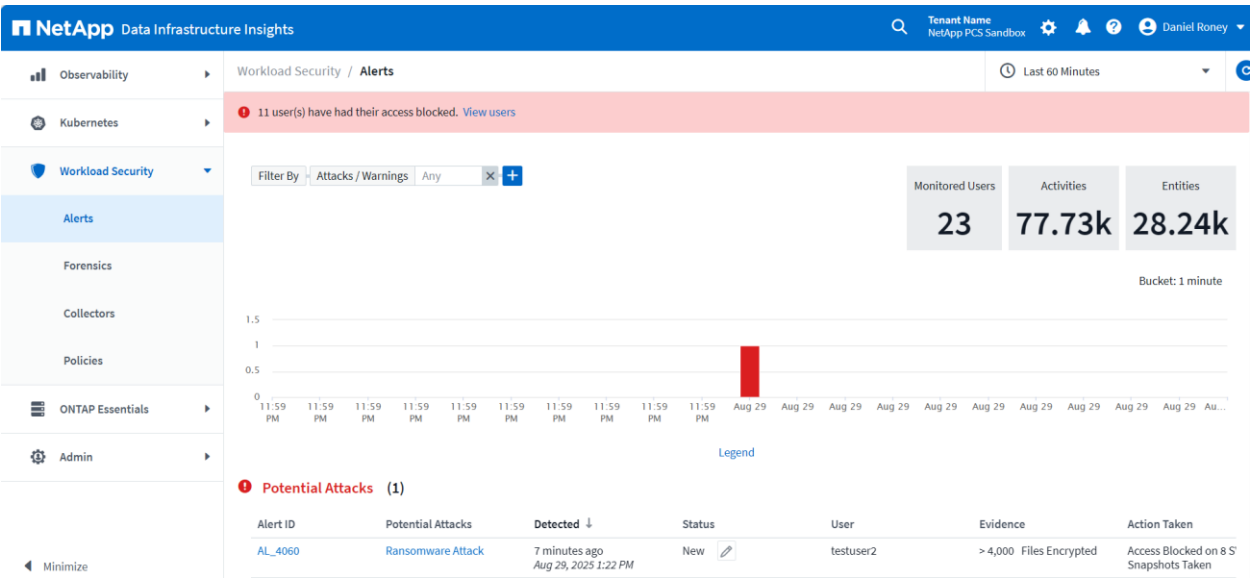 NetApp Data Infrastructure Insights
Tenant Name
NetApp PCS Sandbox
Daniel Roney
Observability
Kubernetes
Workload Security
Alerts
Forensics
Collectors
Policies
ONTAP Essentials
Admin
Minimize
Workload Security / Alerts
Last 60 Minutes
11 user(s) have had their access blocked. View users
Filter By Attacks / Warnings Any
Monitored Users
23
Activities
77.73k
Entities
28.24k
Bucket: 1 minute
1.5
1
0.5
0
11:59 11:59 11:59 11:59 11:59 11:59 11:59 11:59 11:59 11:59 Aug 29 Aug 29 Aug 29 Aug 29 Aug 29 Aug 29 Aug 29 Aug 29 Aug 29 Aug 29 Au...
PM PM PM PM PM PM PM PM PM PM
Legend
Potential Attacks (1)
Alert ID Potential Attacks Detected ↓ Status User Evidence Action Taken
AL_4060 Ransomware Attack 7 minutes ago New testuser2 > 4,000 Files Encrypted Access Blocked on 8 S
Aug 29, 2025 1:22 PM Snapshots Taken